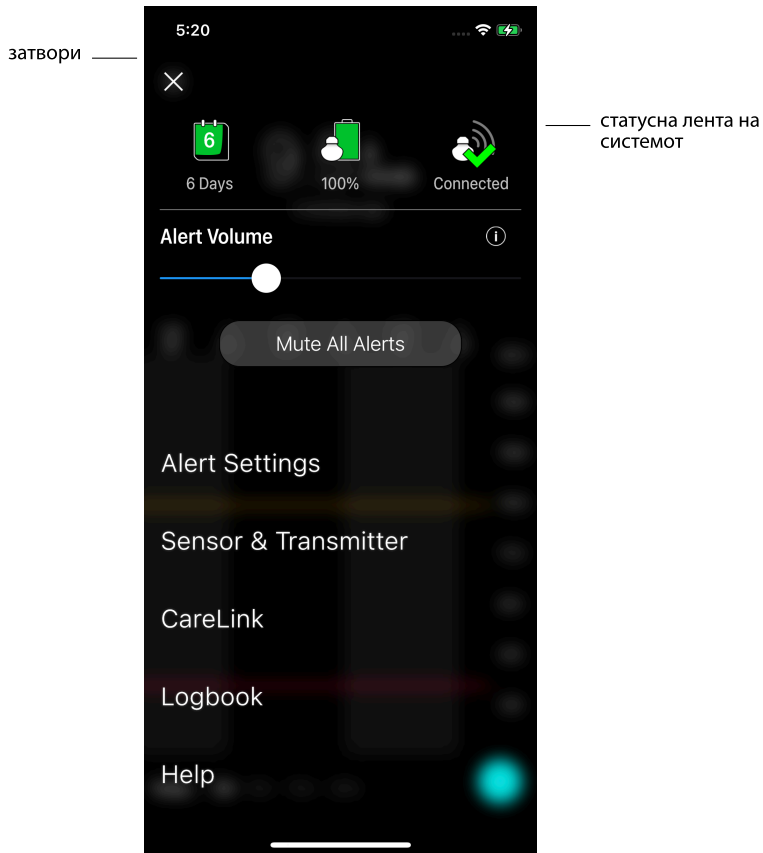 5:20
затвори
6
статусна лента на
системот
6 Days
100%
Connected
Alert Volume
i
Mute All Alerts
Alert Settings
Sensor & Transmitter
CareLink
Logbook
Help